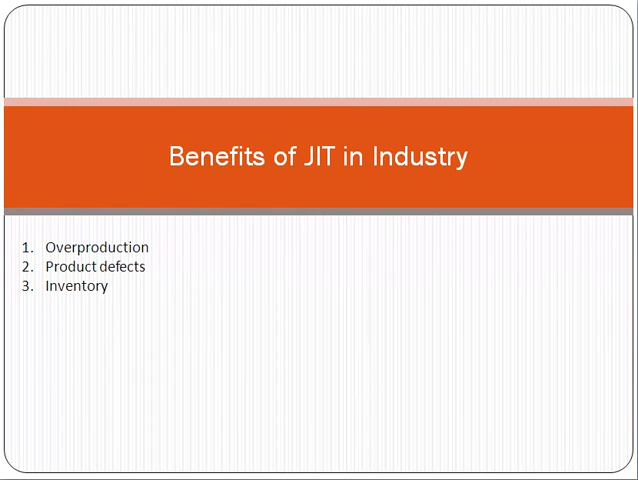 Benefits of JIT in Industry
1. Overproduction
2. Product defects
3. Inventory